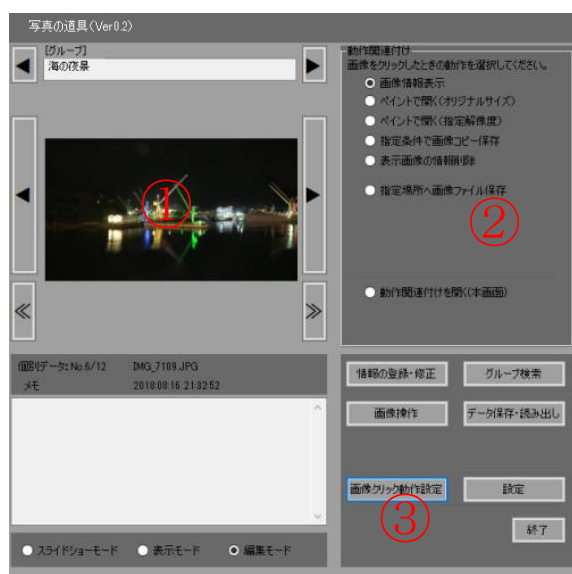 写真の道具(Ver0.2)
[グループ]
海の夜景
①
個別データ:No.6/12 IMG_7109.JPG
メモ 2018:08:16 21:32:52
スライドショーモード 表示モード 編集モード
動作関連付け
画像をクリックしたときの動作を選択してください。
画像情報表示
ペイントで開く(オリジナルサイズ)
ペイントで開く(指定解像度)
指定条件で画像コピー保存
表示画像の情報削除
指定場所へ画像ファイル保存
②
動作関連付けを開く(本画面)
情報の登録・修正 グループ検索
画像操作 データ保存・読み出し
画像クリック動作設定 設定
③
終了